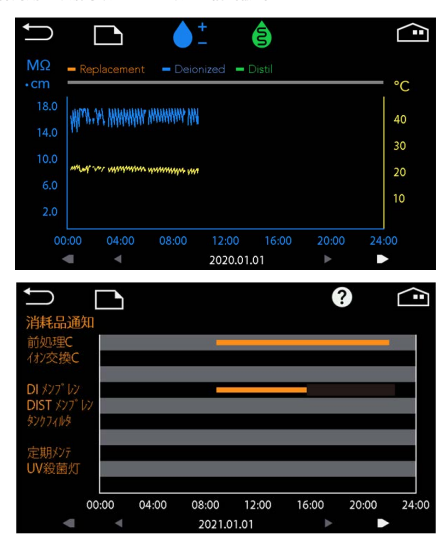 +
−
MΩ
・cm
Replacement
Deionized
Distil
°C
18.0
14.0
10.0
6.0
2.0
40
30
20
10
00:00 04:00 08:00 12:00 16:00 20:00 24:00
2020.01.01
?
消耗品通知
前処理C
イオン交換C
DI メンブレン
DIST メンブレン
タンクフィルタ
定期メンテ
UV殺菌灯
00:00 04:00 08:00 12:00 16:00 20:00 24:00
2021.01.01